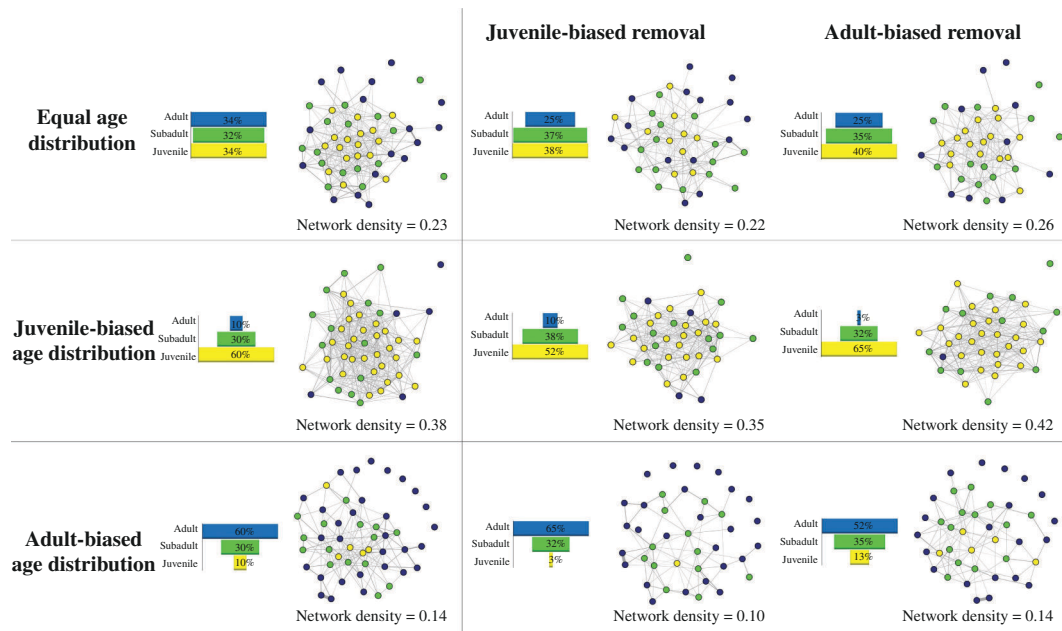 Juvenile-biased removal
Adult-biased removal
Equal age
distribution
Adult 34%
Subadult 32%
Juvenile 34%
Network density = 0.23
Adult 25%
Subadult 37%
Juvenile 38%
Network density = 0.22
Adult 25%
Subadult 35%
Juvenile 40%
Network density = 0.26
Juvenile-biased
age distribution
Adult 10%
Subadult 30%
Juvenile 60%
Network density = 0.38
Adult 10%
Subadult 38%
Juvenile 52%
Network density = 0.35
Adult 3%
Subadult 32%
Juvenile 65%
Network density = 0.42
Adult-biased
age distribution
Adult 60%
Subadult 30%
Juvenile 10%
Network density = 0.14
Adult 65%
Subadult 32%
Juvenile 3%
Network density = 0.10
Adult 52%
Subadult 35%
Juvenile 13%
Network density = 0.14